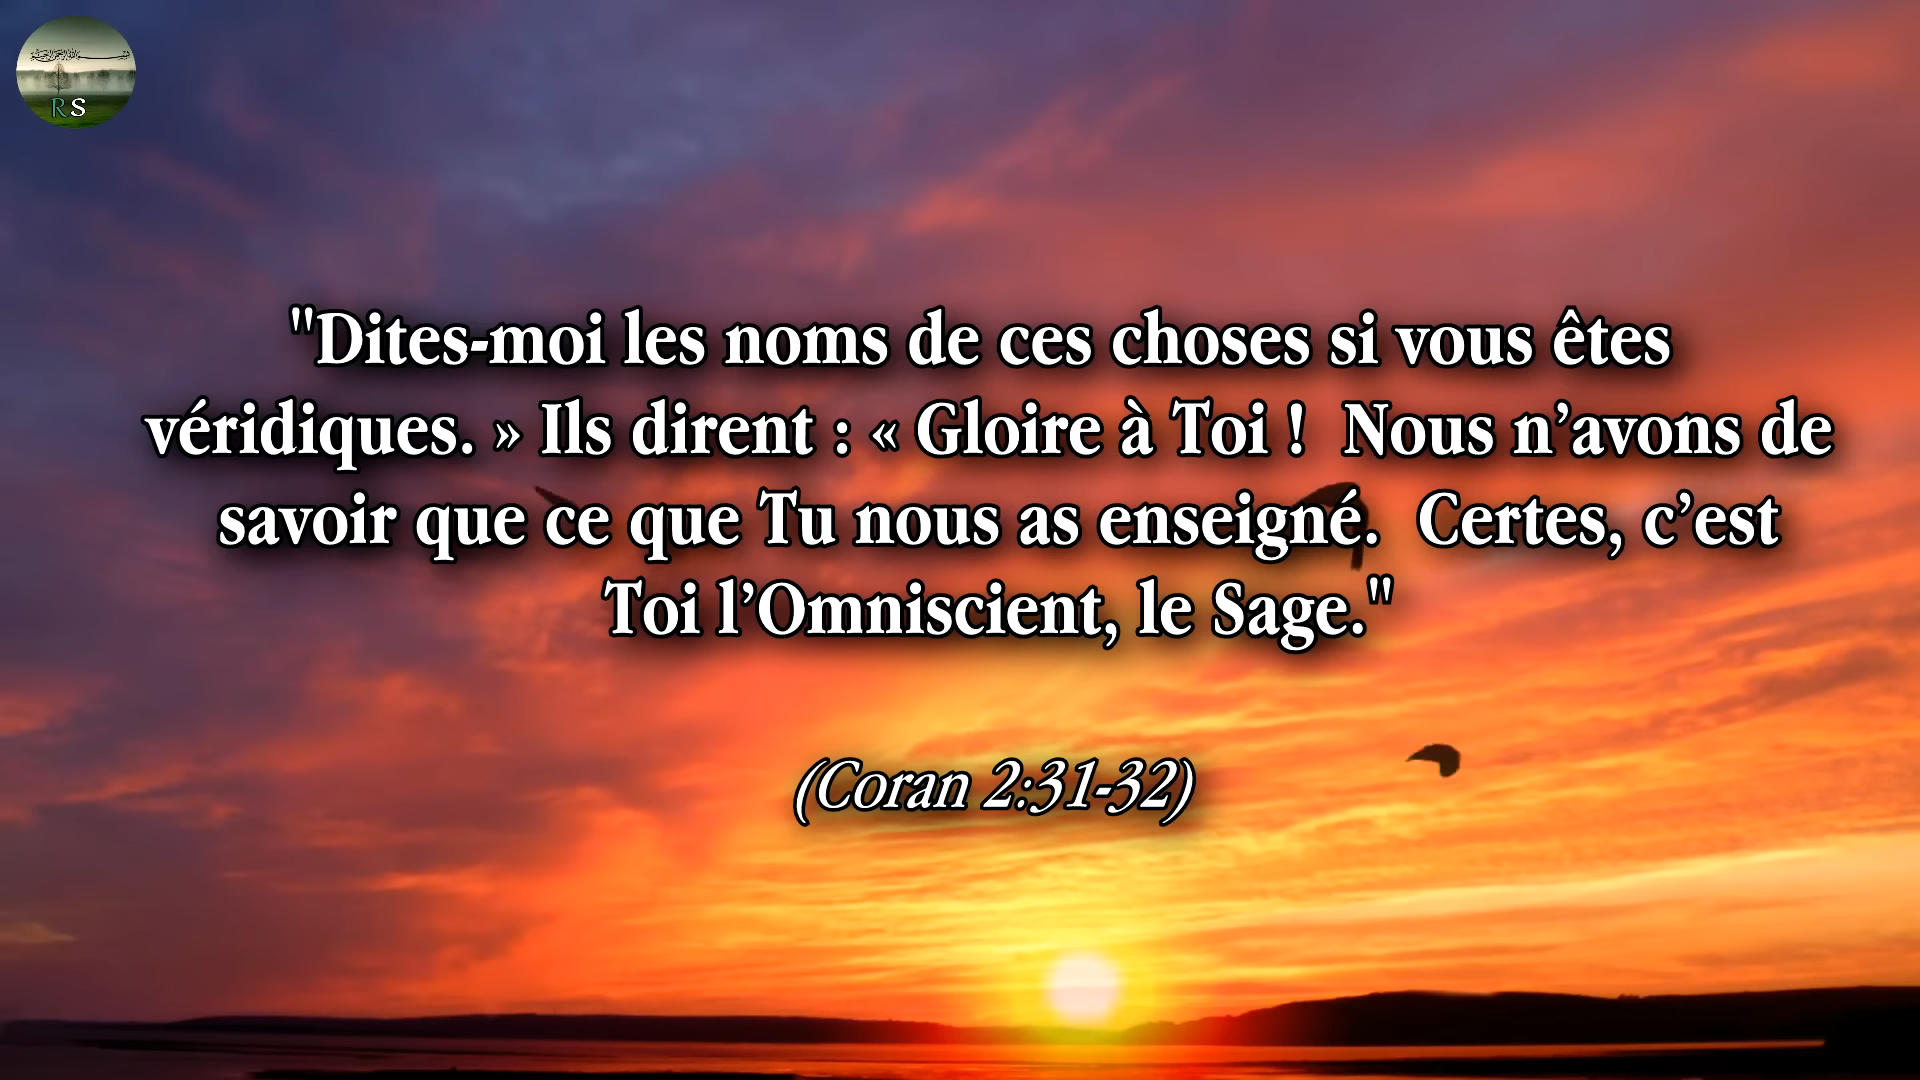 RS
"Dites-moi les noms de ces choses si vous êtes
véridiques. » Ils dirent : « Gloire à Toi !  Nous n’avons de
savoir que ce que Tu nous as enseigné.  Certes, c’est
Toi l’Omniscient, le Sage."
(Coran 2:31-32)